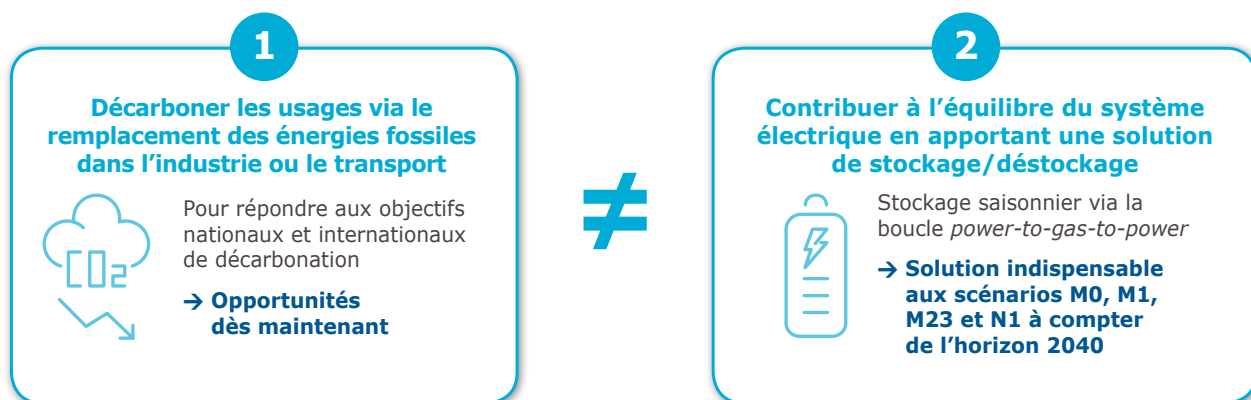 1
Décarboner les usages via le
remplacement des énergies fossiles
dans l’industrie ou le transport
CO2
Pour répondre aux objectifs
nationaux et internationaux
de décarbonation
→ Opportunités
dès maintenant
≠
2
Contribuer à l’équilibre du système
électrique en apportant une solution
de stockage/déstockage
Stockage saisonnier via la
boucle power-to-gas-to-power
→ Solution indispensable
aux scénarios M0, M1,
M23 et N1 à compter
de l’horizon 2040